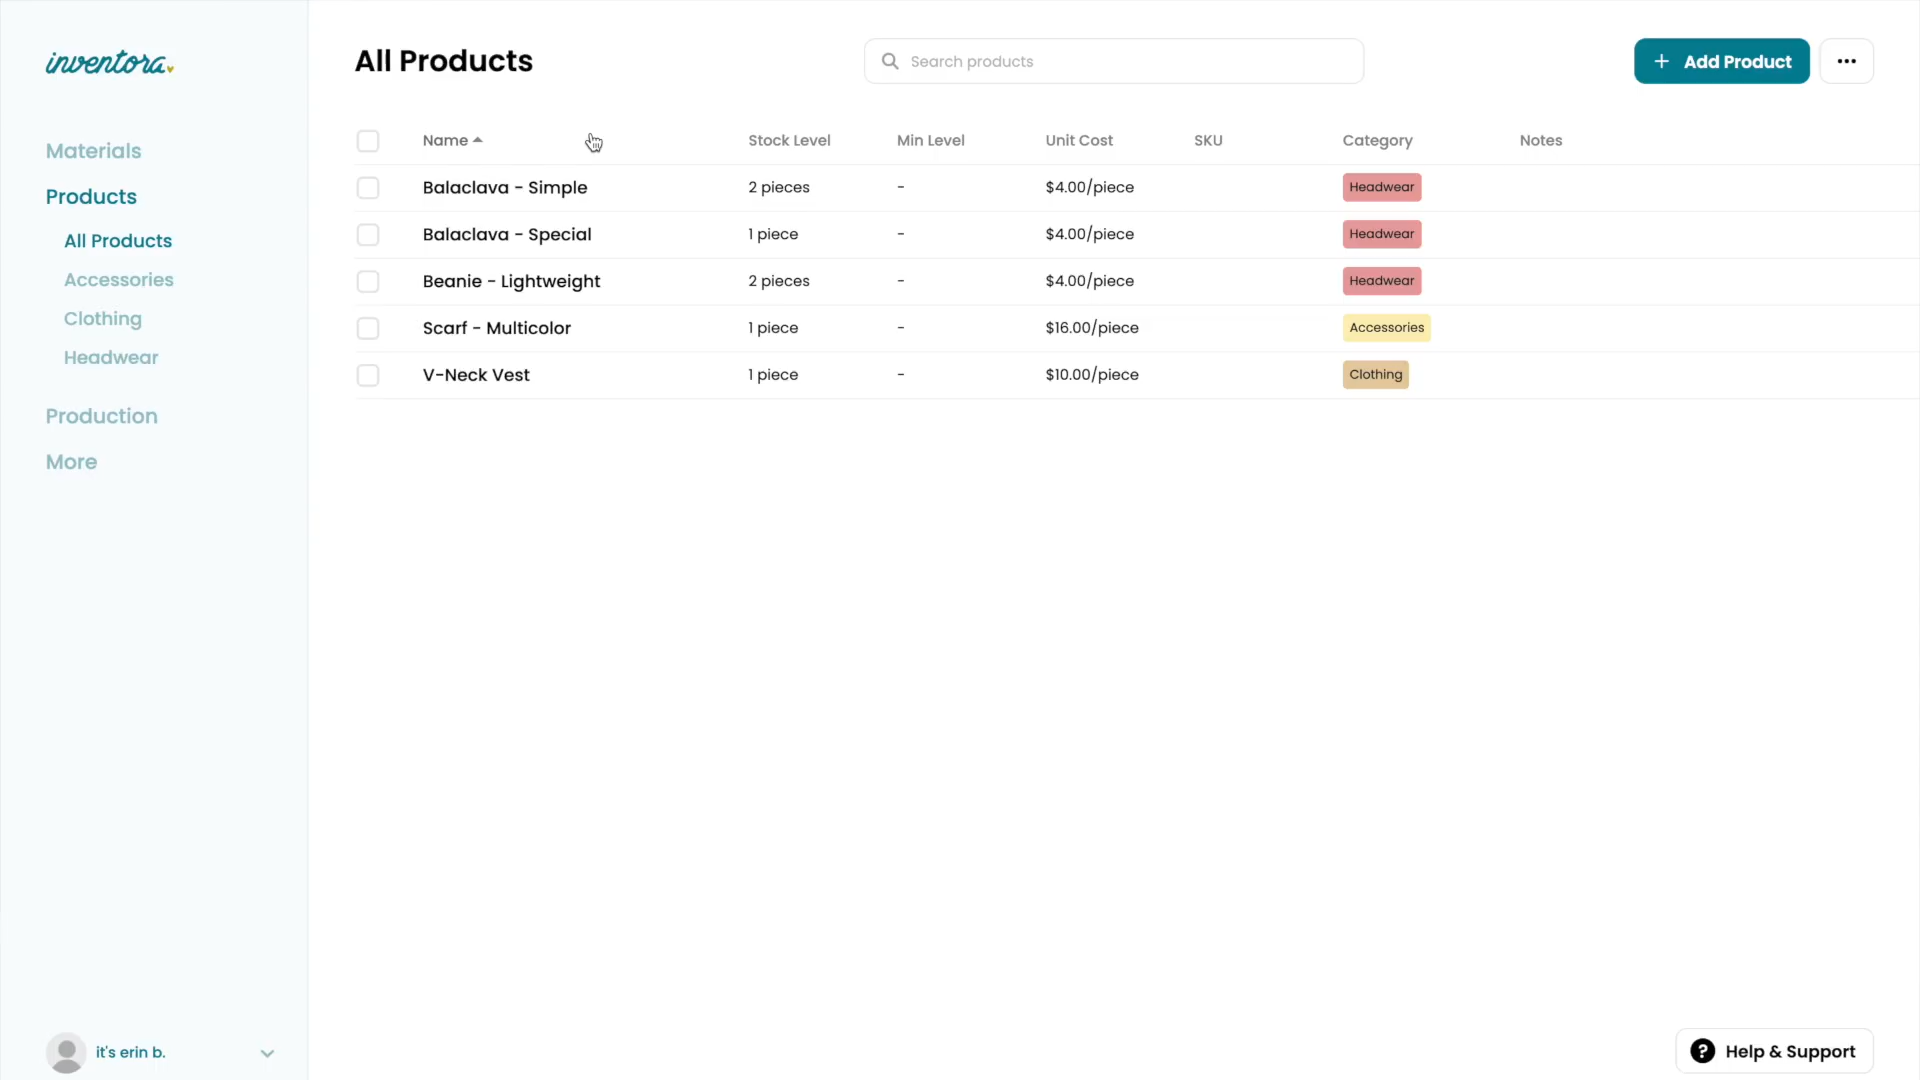 inventora
All Products
Search products
+ Add Product
Materials
Products
All Products
Accessories
Clothing
Headwear
Production
More
Name Stock Level Min Level Unit Cost SKU Category Notes
Balaclava - Simple 2 pieces - $4.00/piece Headwear
Balaclava - Special 1 piece - $4.00/piece Headwear
Beanie - Lightweight 2 pieces - $4.00/piece Headwear
Scarf - Multicolor 1 piece - $16.00/piece Accessories
V-Neck Vest 1 piece - $10.00/piece Clothing
it's erin b.
? Help & Support